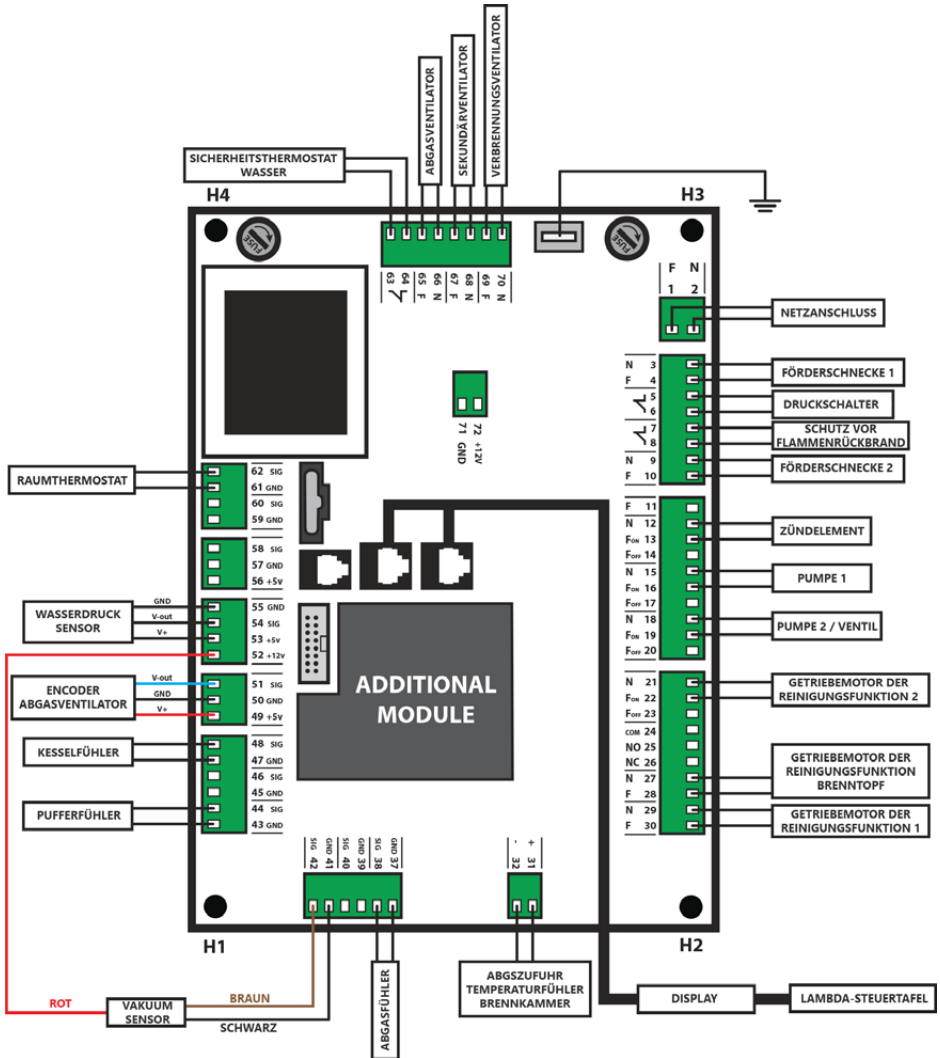 ABGASVENTILATOR
SEKUNDÄRVENTILATOR
VERBRENNUNGSVENTILATOR
SICHERHEITSTHERMOSTAT
WASSER
H4
H3
FUSE
FUSE
63
64
65 F
66 N
67 F
68 N
69 F
70 N
F N
1 2
NETZANSCHLUSS
N 3
F 4
5
6
7
8
N 9
F 10
FÖRDERSCHNECKE 1
DRUCKSCHALTER
SCHUTZ VOR
FLAMMENRÜCKBRAND
FÖRDERSCHNECKE 2
71 GND
72 +12V
RAUMTHERMOSTAT
62 SIG
61 GND
60 SIG
59 GND
58 SIG
57 GND
56 +5v
F 11
N 12
FON 13
FOFF 14
N 15
FON 16
FOFF 17
N 18
FON 19
FOFF 20
ZÜNDELEMENT
PUMPE 1
PUMPE 2 / VENTIL
WASSERDRUCK
SENSOR
GND
V-out
V+
55 GND
54 SIG
53 +5v
52 +12v
ENCODER
ABGASVENTILATOR
V-out
GND
V+
51 SIG
50 GND
49 +5v
ADDITIONAL
MODULE
KESSELFÜHLER
48 SIG
47 GND
46 SIG
45 GND
44 SIG
43 GND
PUFFERFÜHLER
N 21
FON 22
FOFF 23
COM 24
NO 25
NC 26
N 27
F 28
N 29
F 30
GETRIEBEMOTOR DER
REINIGUNGSFUNKTION 2
GETRIEBEMOTOR DER
REINIGUNGSFUNKTION
BRENNTOPF
GETRIEBEMOTOR DER
REINIGUNGSFUNKTION 1
SIG 42
GND 41
SIG 40
GND 39
SIG 38
GND 37
- 32
+ 31
H1
H2
ROT
VAKUUM
SENSOR
BRAUN
SCHWARZ
ABGASFÜHLER
ABGSZUFUHR
TEMPERATURFÜHLER
BRENNKAMMER
DISPLAY
LAMBDA-STEUERTAFEL